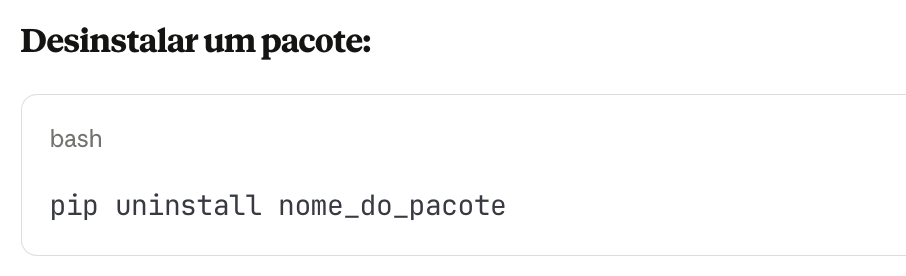 Desinstalar um pacote:
bash
pip uninstall nome_do_pacote